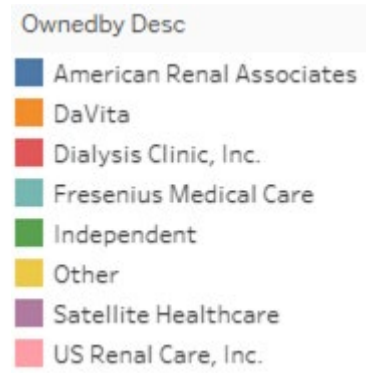 Ownedby Desc
American Renal Associates
DaVita
Dialysis Clinic, Inc.
Fresenius Medical Care
Independent
Other
Satellite Healthcare
US Renal Care, Inc.